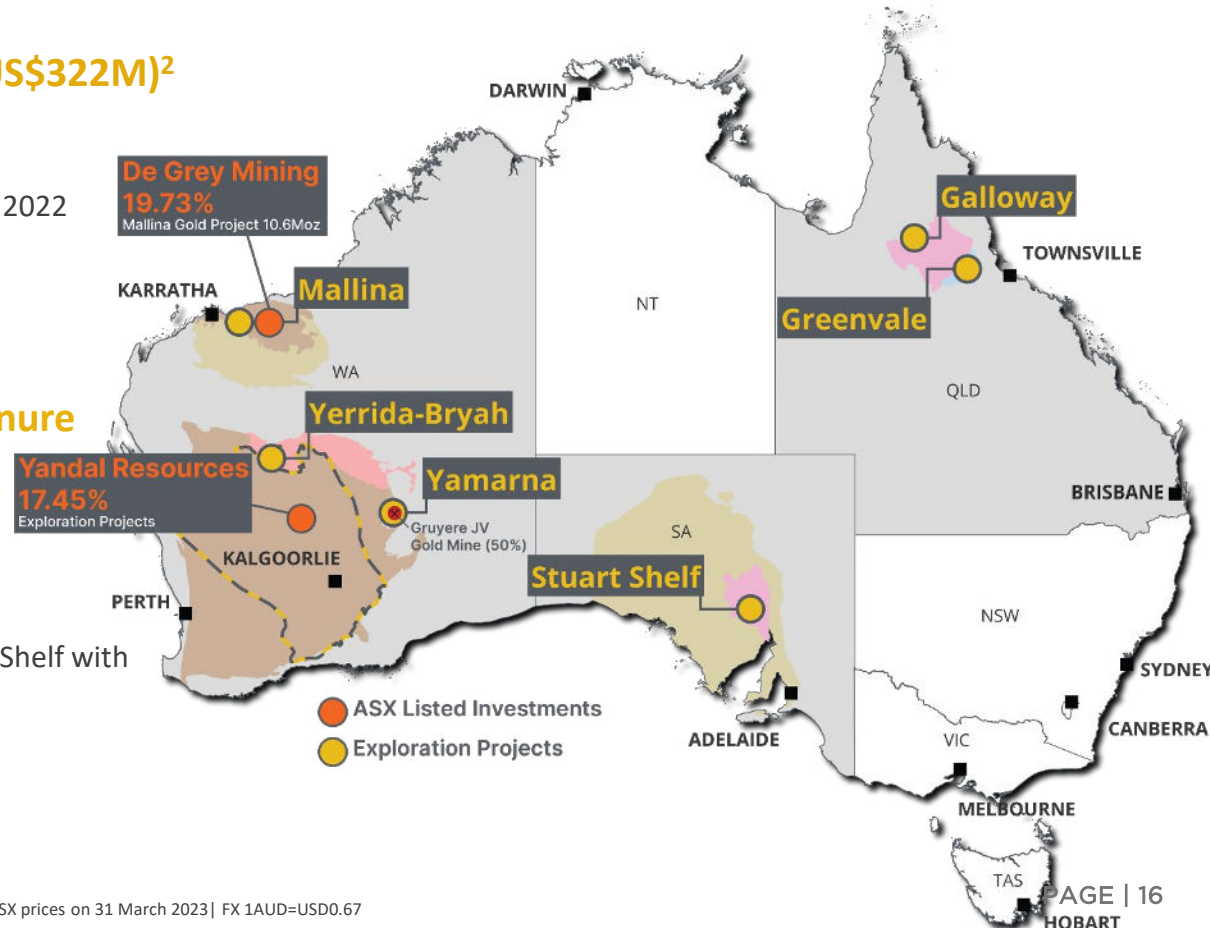 US$322M)²
DARWIN
De Grey Mining
19.73%
Mallina Gold Project 10.6Moz
2022
Galloway
TOWNSVILLE
KARRATHA
Mallina
NT
Greenvale
WA
QLD
Yerrida-Bryah
nure
Yandal Resources
17.45%
Exploration Projects
Yamarna
BRISBANE
Gruyere JV
Gold Mine (50%)
SA
KALGOORLIE
Stuart Shelf
PERTH
NSW
Shelf with
SYDNEY
ASX Listed Investments
CANBERRA
ADELAIDE
VIC
Exploration Projects
MELBOURNE
TAS
PAGE | 16
SX prices on 31 March 2023| FX 1AUD=USD0.67
HOBART